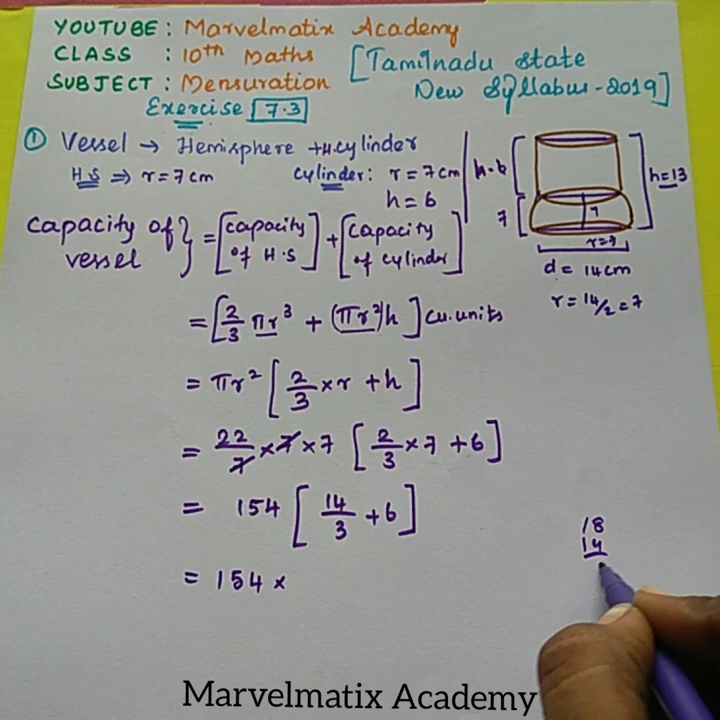 YOUTUBE : Marvelmatix Academy
CLASS : 10th Maths [Tamilnadu State
SUBJECT : Mensuration New Syllabus - 2019]
Exercise 7.3
① Vessel → Hemisphere + H.cylinder
H.S ⇒ r = 7 cm cylinder: r = 7 cm
h = 6
h = 6
7
h = 13
r = 7
d = 14 cm
r = 14/2 = 7
capacity of vessel } = [capacity of H.S] + [capacity of cylinder]
= [2/3 πr³ + (πr²)h] cu.units
= πr² [2/3 × r + h]
= 22/7 × 7 × 7 [2/3 × 7 + 6]
= 154 [14/3 + 6]
= 154 ×
18
14
Marvelmatix Academy